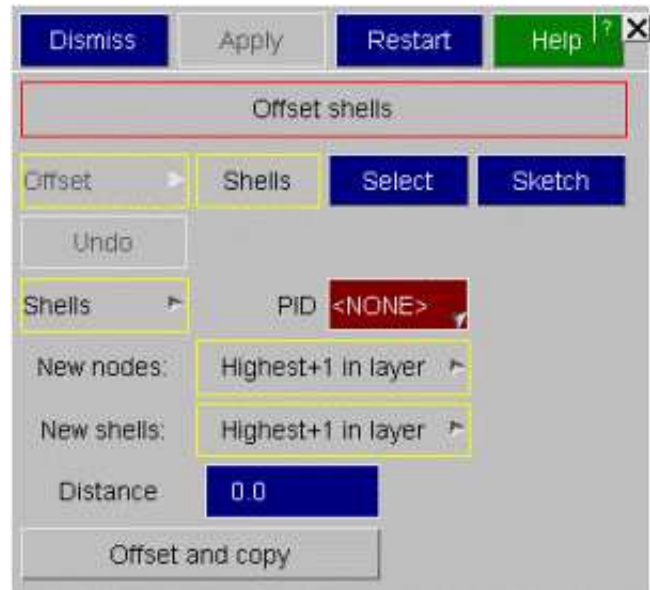 Dismiss Apply Restart Help ? X
Offset shells
Offset Shells Select Sketch
Undo
Shells PID <NONE>
New nodes: Highest+1 in layer
New shells: Highest+1 in layer
Distance 0.0
Offset and copy